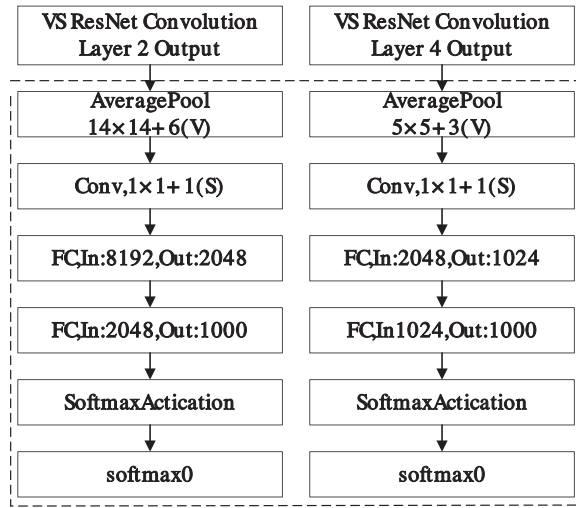 VS ResNet Convolution
Layer 2 Output
AveragePool
14×14+6(V)
Conv,1×1+1(S)
FC,In:8192,Out:2048
FC,In:2048,Out:1000
SoftmaxActication
softmax0
VS ResNet Convolution
Layer 4 Output
AveragePool
5×5+3(V)
Conv,1×1+1(S)
FC,In:2048,Out:1024
FC,In1024,Out:1000
SoftmaxActication
softmax0